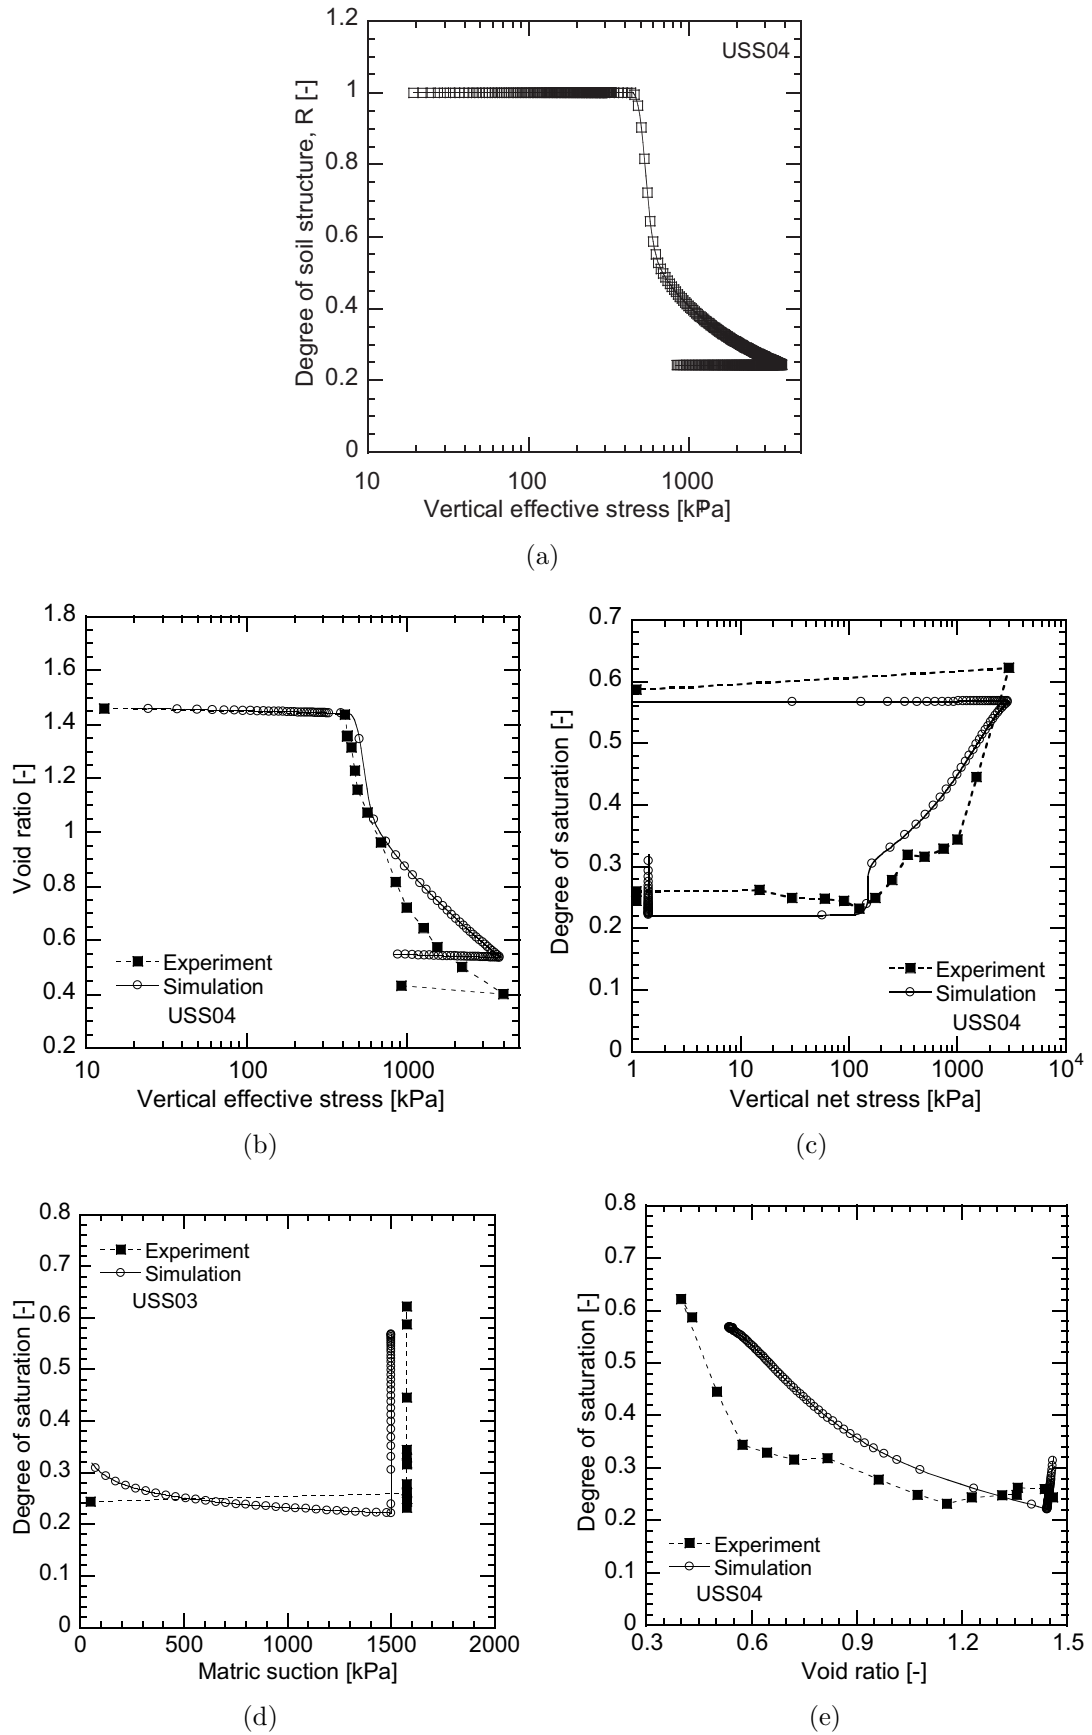 1.2
USS04
1
0.8
0.6
0.4
0.2
0
Degree of soil structure, R [-]
10 100 1000
Vertical effective stress [kPa]
(a)
1.8
1.6
1.4
1.2
1
0.8
0.6
0.4
0.2
Void ratio [-]
Experiment
Simulation
USS04
10 100 1000
Vertical effective stress [kPa]
(b)
0.7
0.6
0.5
0.4
0.3
0.2
0.1
0
Degree of saturation [-]
Experiment
Simulation
USS04
1 10 100 1000 10⁴
Vertical net stress [kPa]
(c)
0.8
0.7
0.6
0.5
0.4
0.3
0.2
0.1
0
Degree of saturation [-]
Experiment
Simulation
USS03
0 500 1000 1500 2000
Matric suction [kPa]
(d)
0.8
0.7
0.6
0.5
0.4
0.3
0.2
0.1
0
Degree of saturation [-]
Experiment
Simulation
USS04
0.3 0.6 0.9 1.2 1.5
Void ratio [-]
(e)